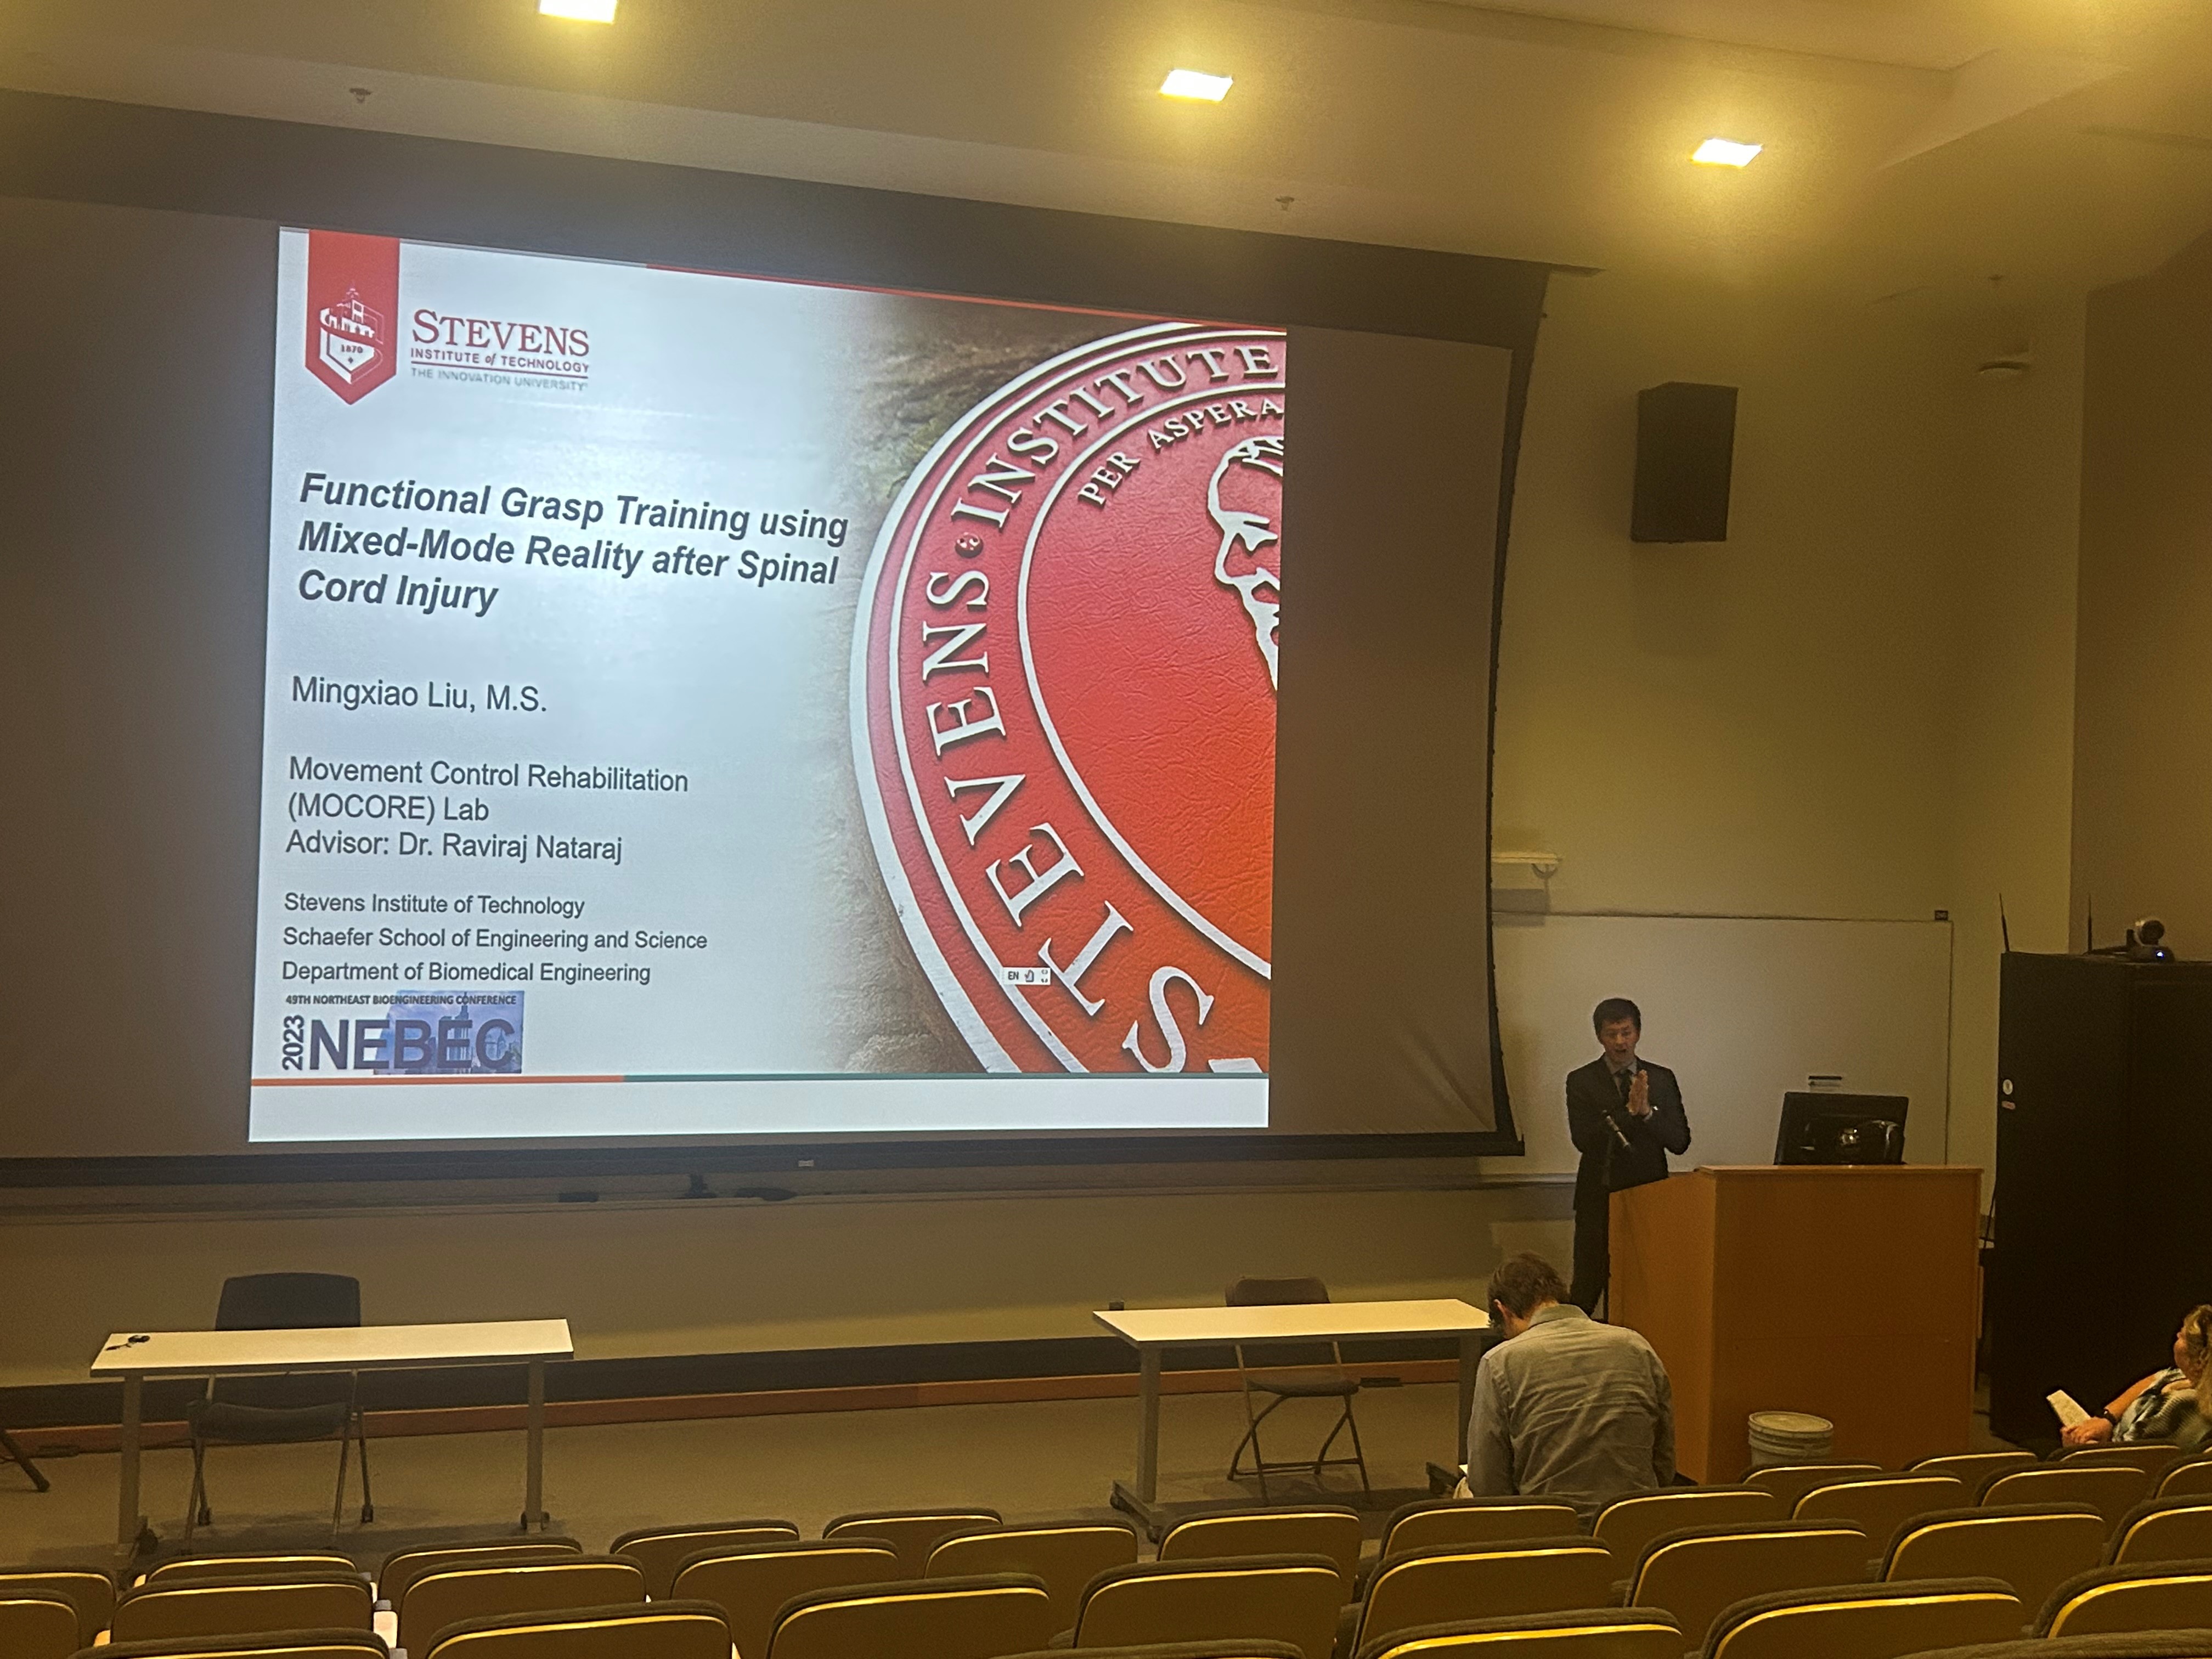 STEVENS
INSTITUTE of TECHNOLOGY
THE INNOVATION UNIVERSITY
1870
Functional Grasp Training using
Mixed-Mode Reality after Spinal
Cord Injury
Mingxiao Liu, M.S.
Movement Control Rehabilitation
(MOCORE) Lab
Advisor: Dr. Raviraj Nataraj
Stevens Institute of Technology
Schaefer School of Engineering and Science
Department of Biomedical Engineering
49TH NORTHEAST BIOENGINEERING CONFERENCE
2023 NEBEC
STEVENS INSTITUTE
PER ASPERA
EN